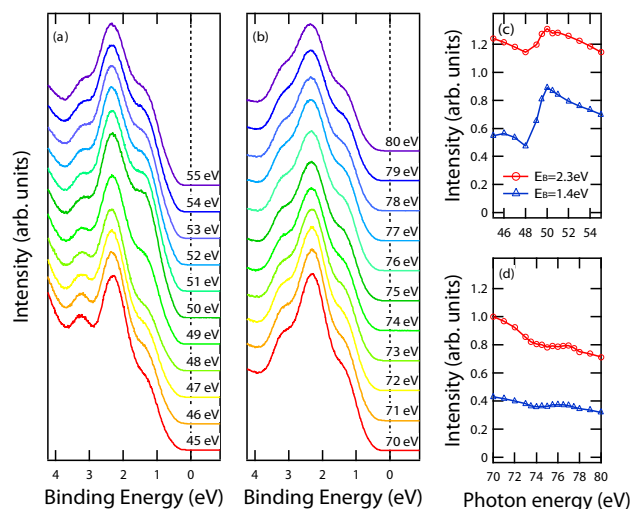 (a)
55 eV
54 eV
53 eV
52 eV
51 eV
50 eV
49 eV
48 eV
47 eV
46 eV
45 eV
4 3 2 1 0
Binding Energy (eV)
Intensity (arb. units)
(b)
80 eV
79 eV
78 eV
77 eV
76 eV
75 eV
74 eV
73 eV
72 eV
71 eV
70 eV
4 3 2 1 0
Binding Energy (eV)
(c)
Intensity (arb. units)
1.2
0.8
0.6
0.4
0.2
0
EB=2.3eV
EB=1.4eV
46 48 50 52 54
(d)
Intensity (arb. units)
1.4
1.2
1.0
0.8
0.6
0.4
0.2
0
70 72 74 76 78 80
Photon energy (eV)